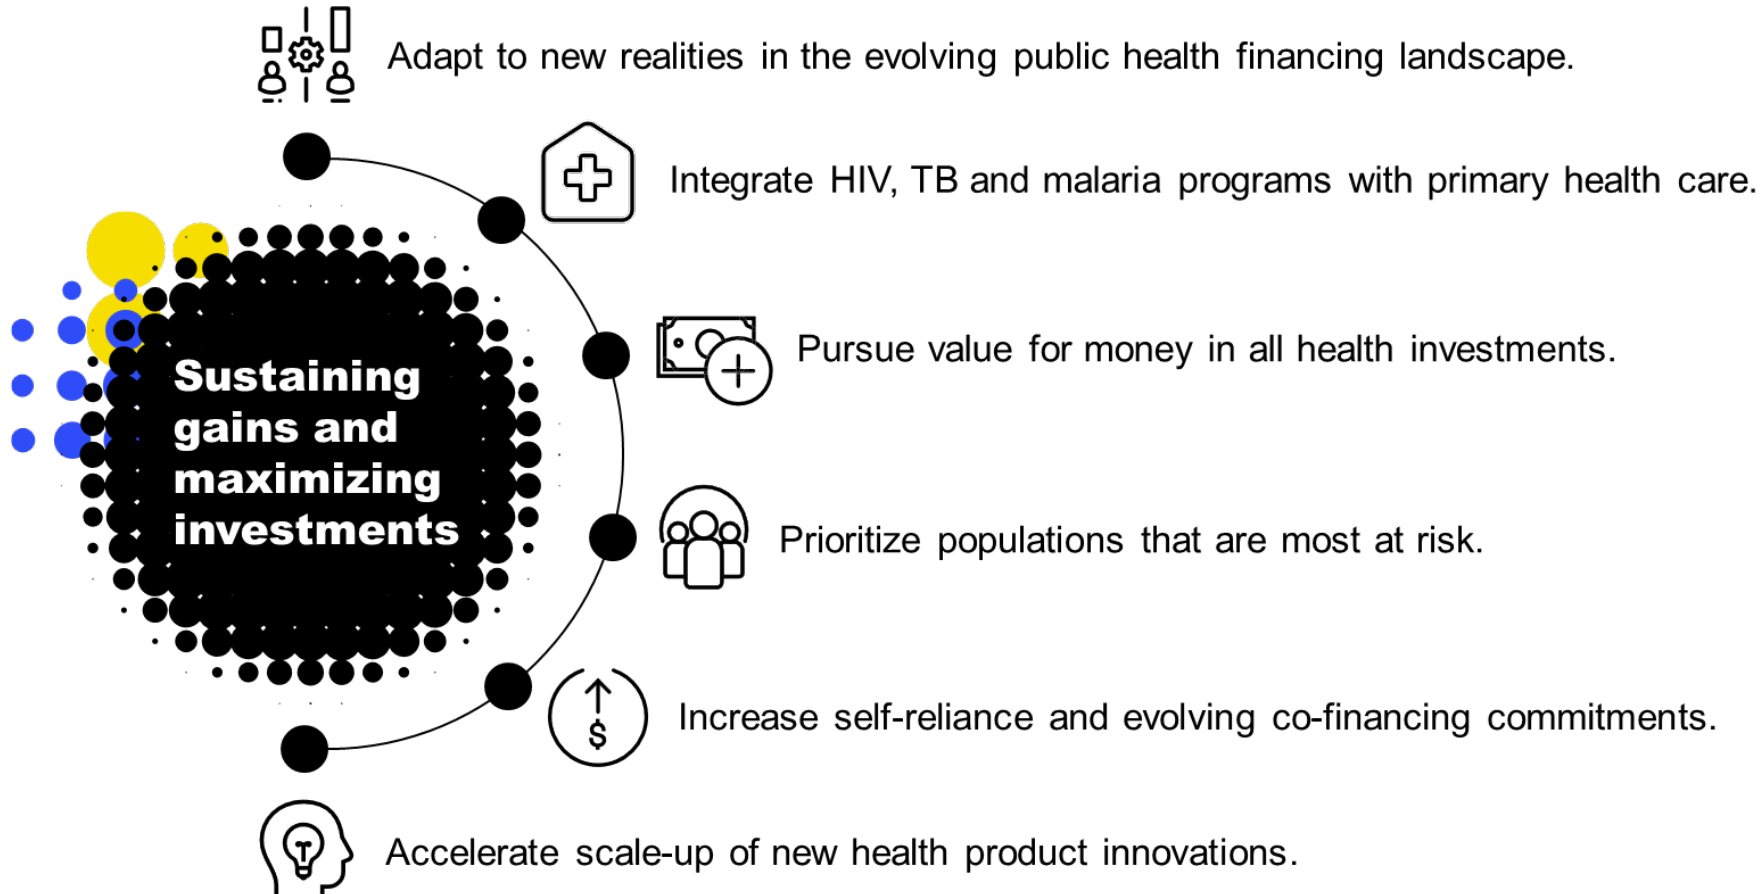 Adapt to new realities in the evolving public health financing landscape.
Integrate HIV, TB and malaria programs with primary health care.
Pursue value for money in all health investments.
Sustaining
gains and
maximizing
investments
Prioritize populations that are most at risk.
Increase self-reliance and evolving co-financing commitments.
$
Accelerate scale-up of new health product innovations.